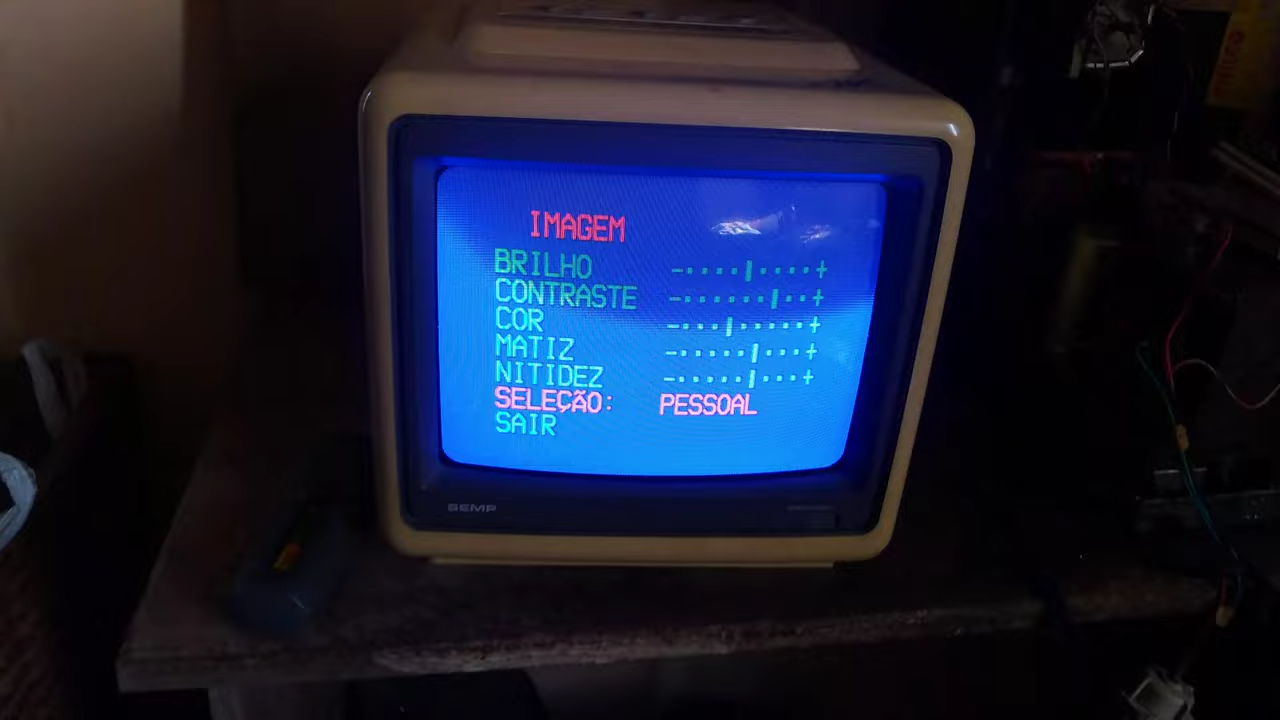 IMAGEM
BRILHO
CONTRASTE
COR
MATIZ
NITIDEZ
SELEÇÃO: PESSOAL
SAIR
SEMP